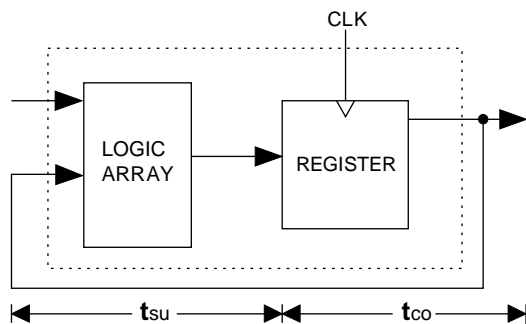 CLK
LOGIC
ARRAY
REGISTER
tsu
tco